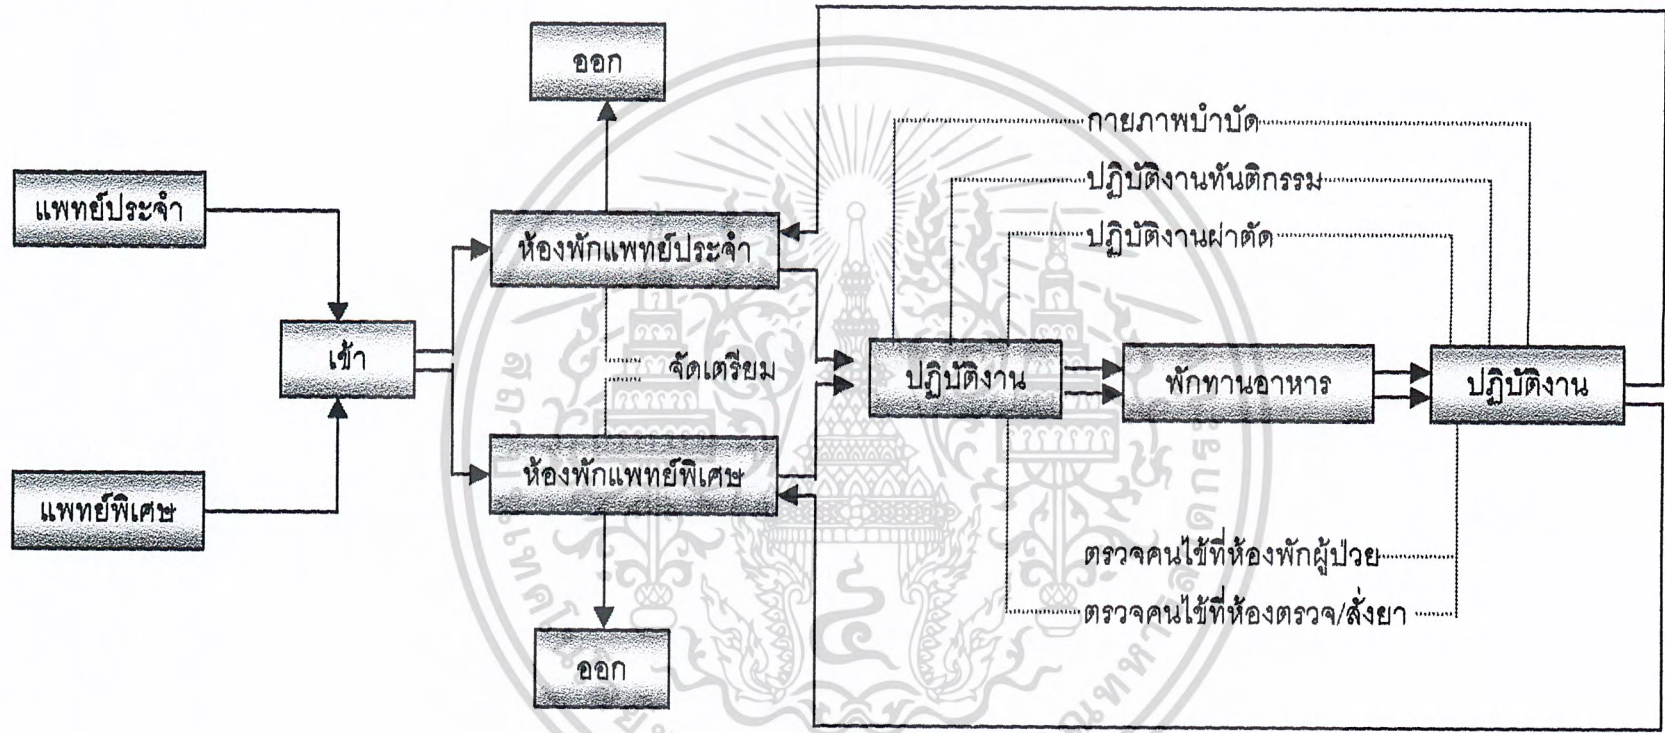 ออก
กายภาพบำบัด
แพทย์ประจำ
ปฏิบัติงานทันตกรรม
ห้องพักแพทย์ประจำ
ปฏิบัติงานผ่าตัด
เข้า
จัดเตรียม
ปฏิบัติงาน
พักทานอาหาร
ปฏิบัติงาน
ห้องพักแพทย์พิเศษ
แพทย์พิเศษ
ตรวจคนไข้ที่ห้องพักผู้ป่วย
ตรวจคนไข้ที่ห้องตรวจ/สั่งยา
ออก